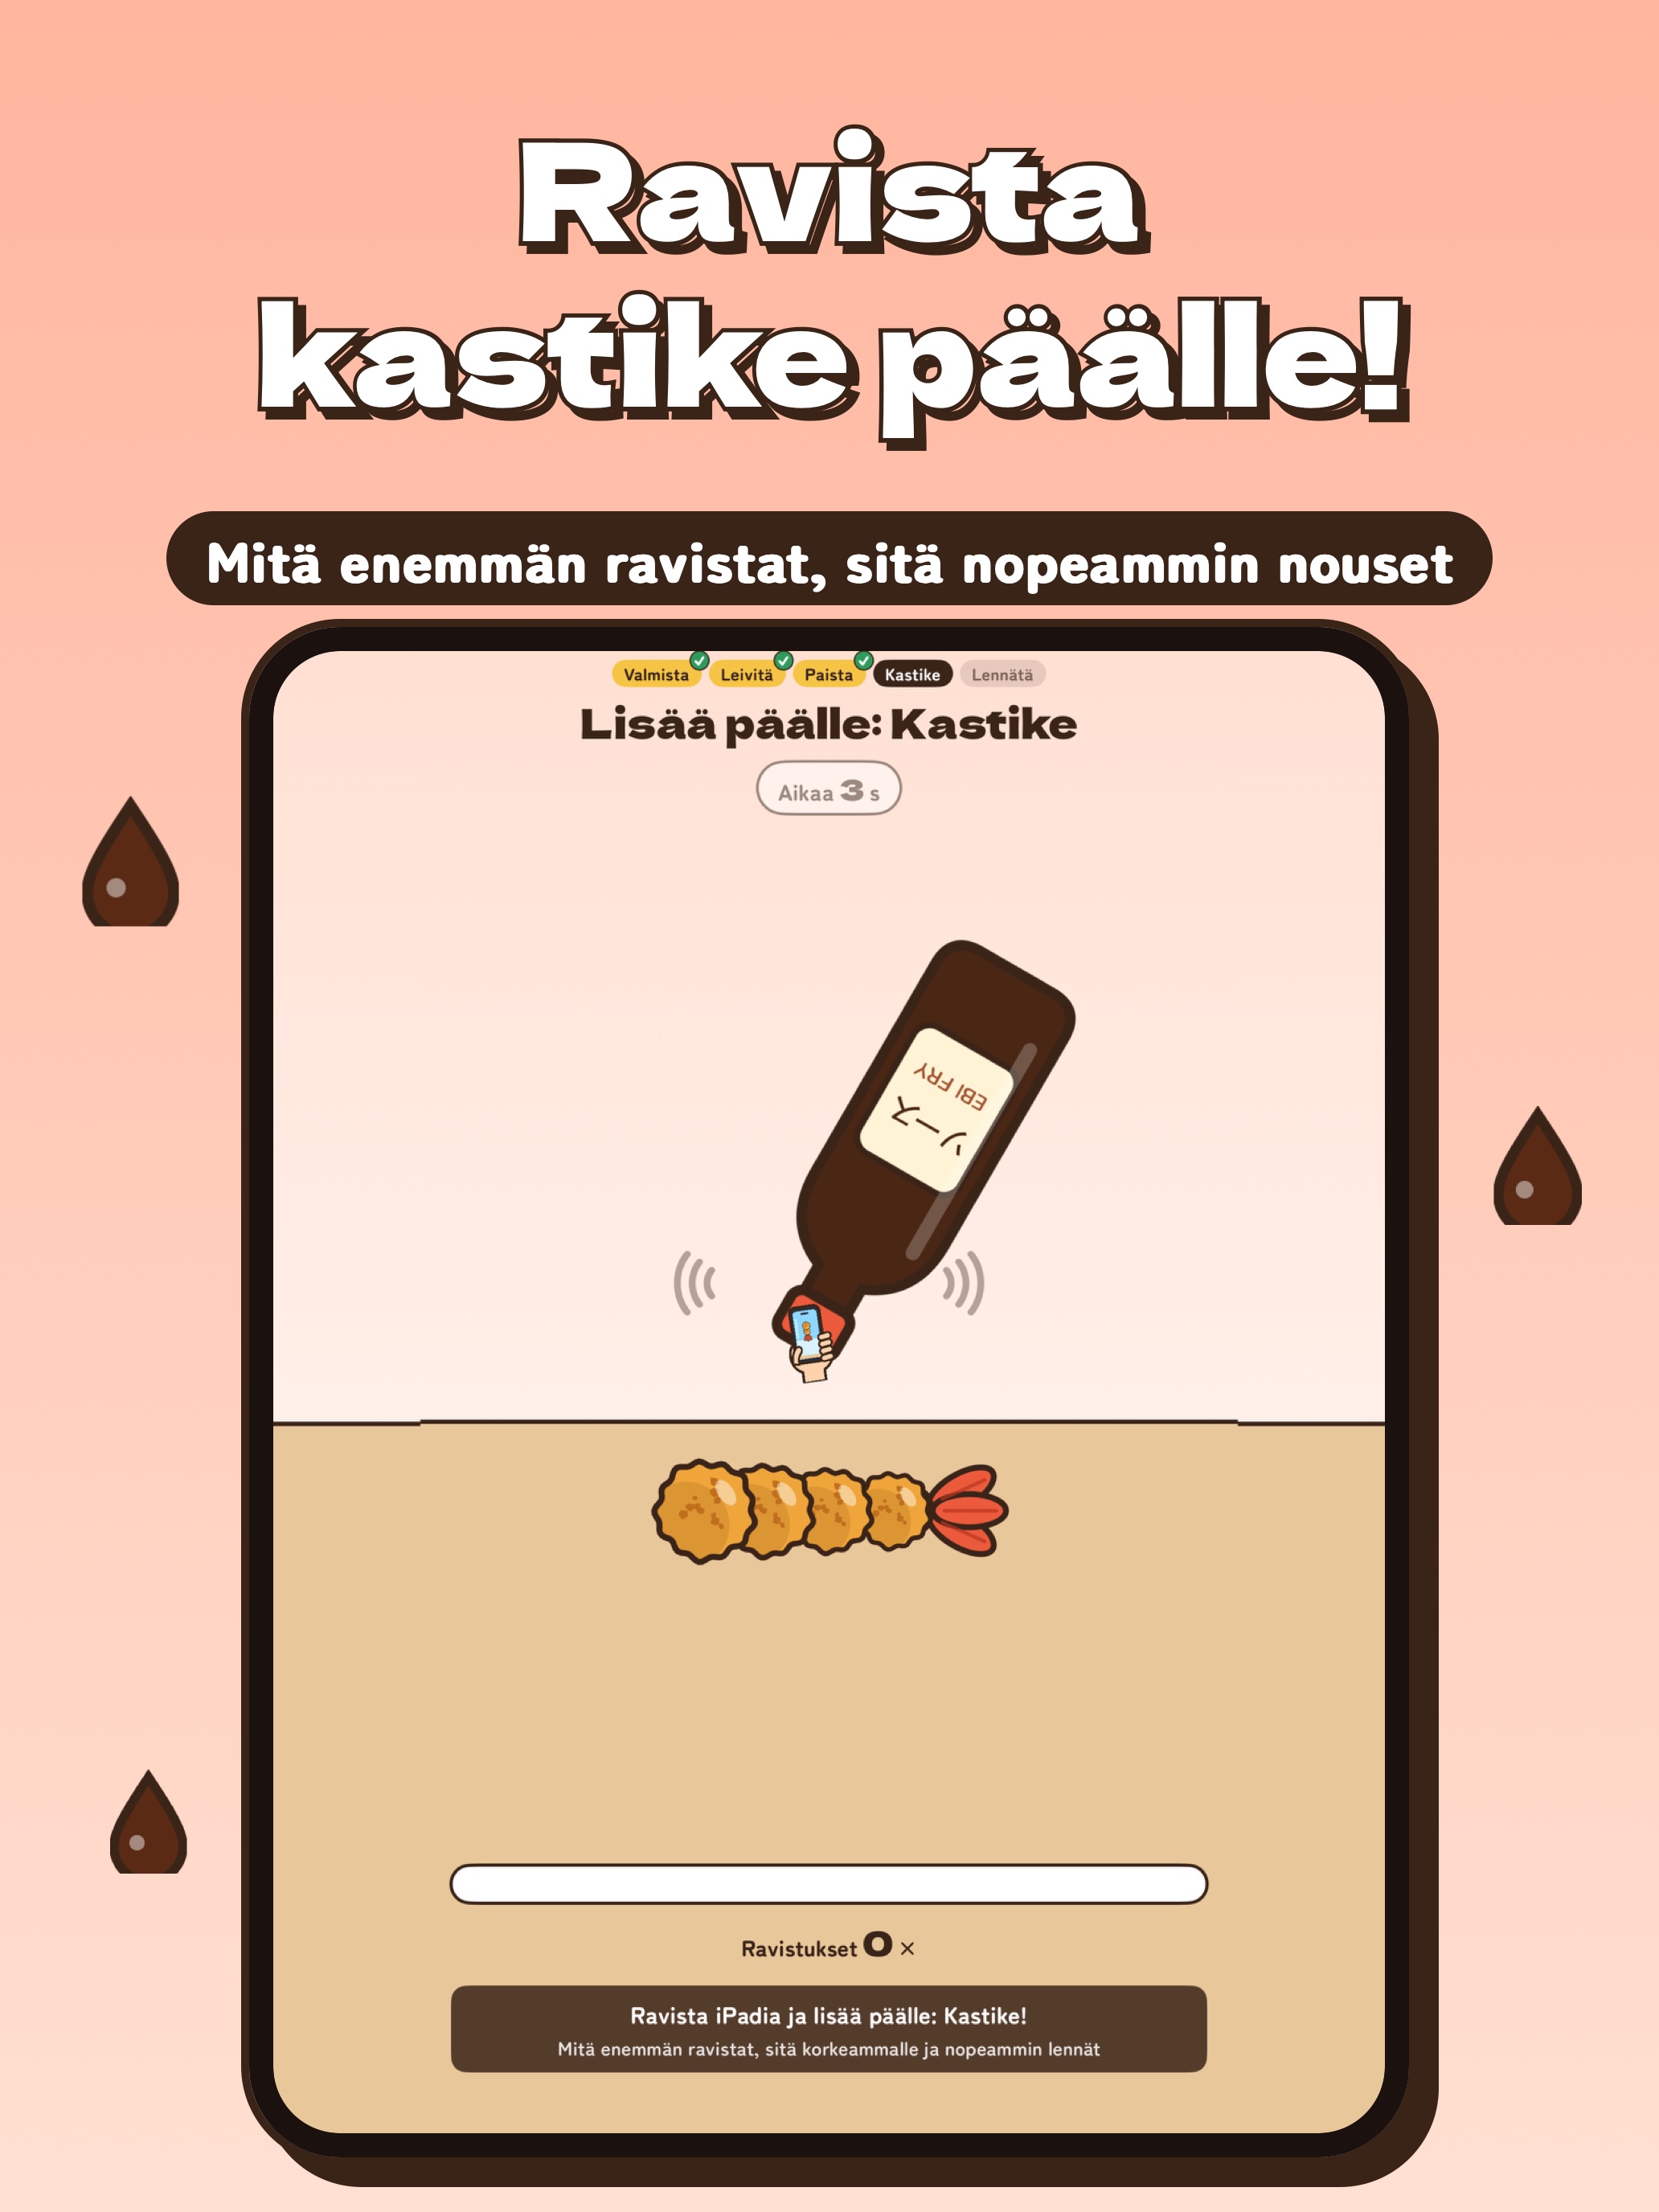 Ravista
kastike päälle!
Mitä enemmän ravistat, sitä nopeammin nouset
Valmista Leivitä Paista Kastike Lennätä
Lisää päälle: Kastike
Aikaa 3 s
EBI FRY
ソース
Ravistukset 0 ×
Ravista iPadia ja lisää päälle: Kastike!
Mitä enemmän ravistat, sitä korkeammalle ja nopeammin lennät